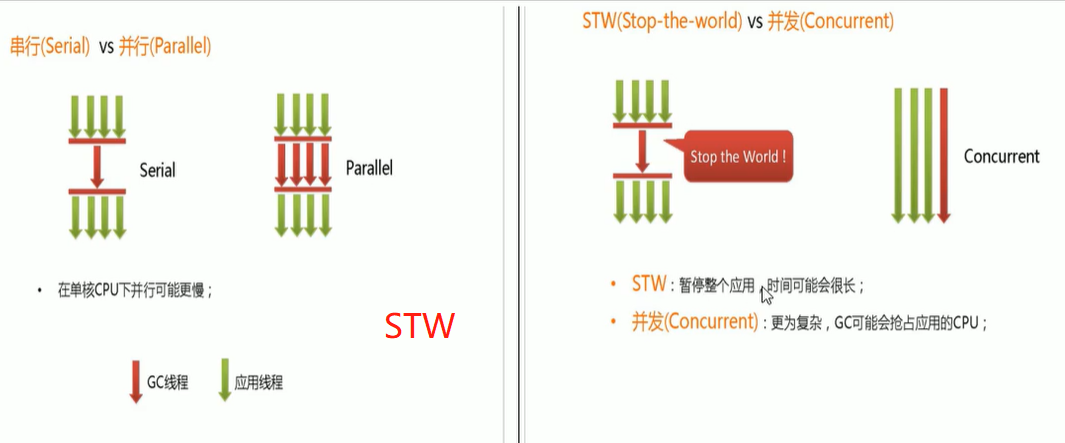 串行(Serial) vs 并行(Parallel)
Serial
Parallel
• 在单核CPU下并行可能更慢；
STW
GC线程
应用线程
STW(Stop-the-world) vs 并发(Concurrent)
Stop the World！
Concurrent
• STW：暂停整个应用，时间可能会很长；
• 并发(Concurrent)：更为复杂，GC可能会抢占应用的CPU；